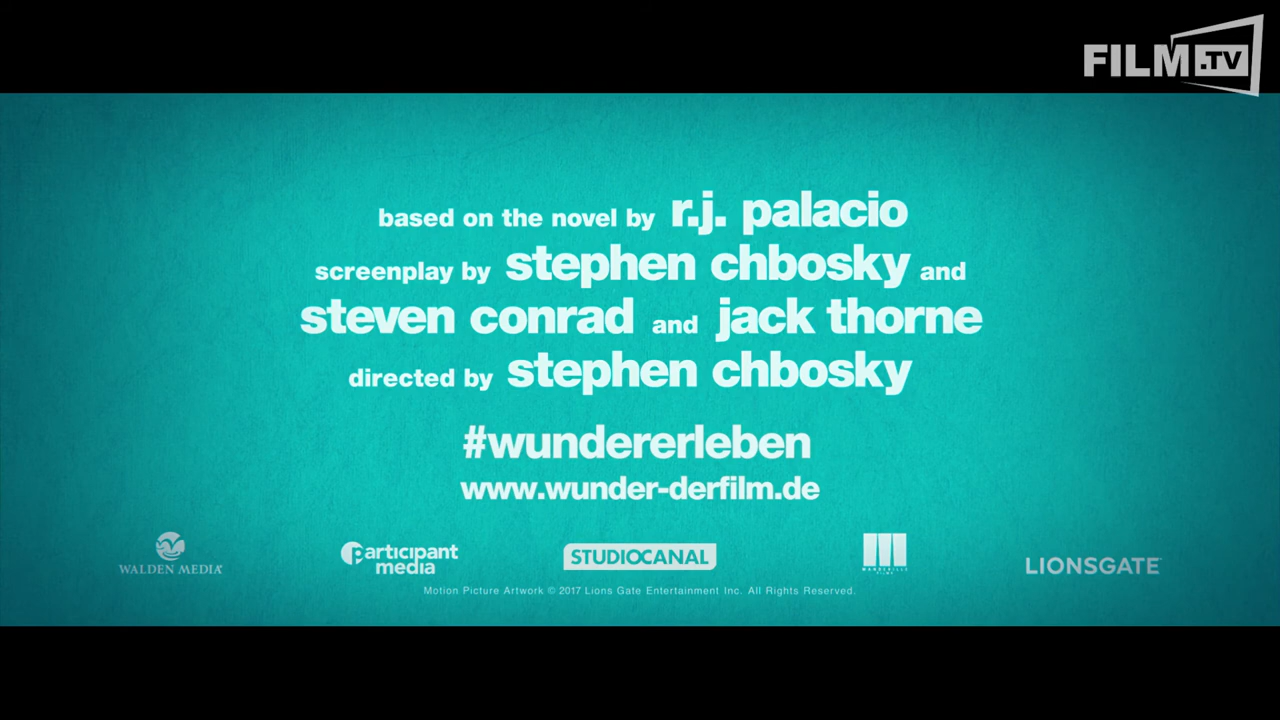 FILM.TV
based on the novel by r.j. palacio
screenplay by stephen chbosky and
steven conrad and jack thorne
directed by stephen chbosky
#wundererleben
www.wunder-derfilm.de
WALDEN MEDIA
participant media
STUDIOCANAL
MANDEVILLE FILMS
LIONSGATE
Motion Picture Artwork © 2017 Lions Gate Entertainment Inc. All Rights Reserved.